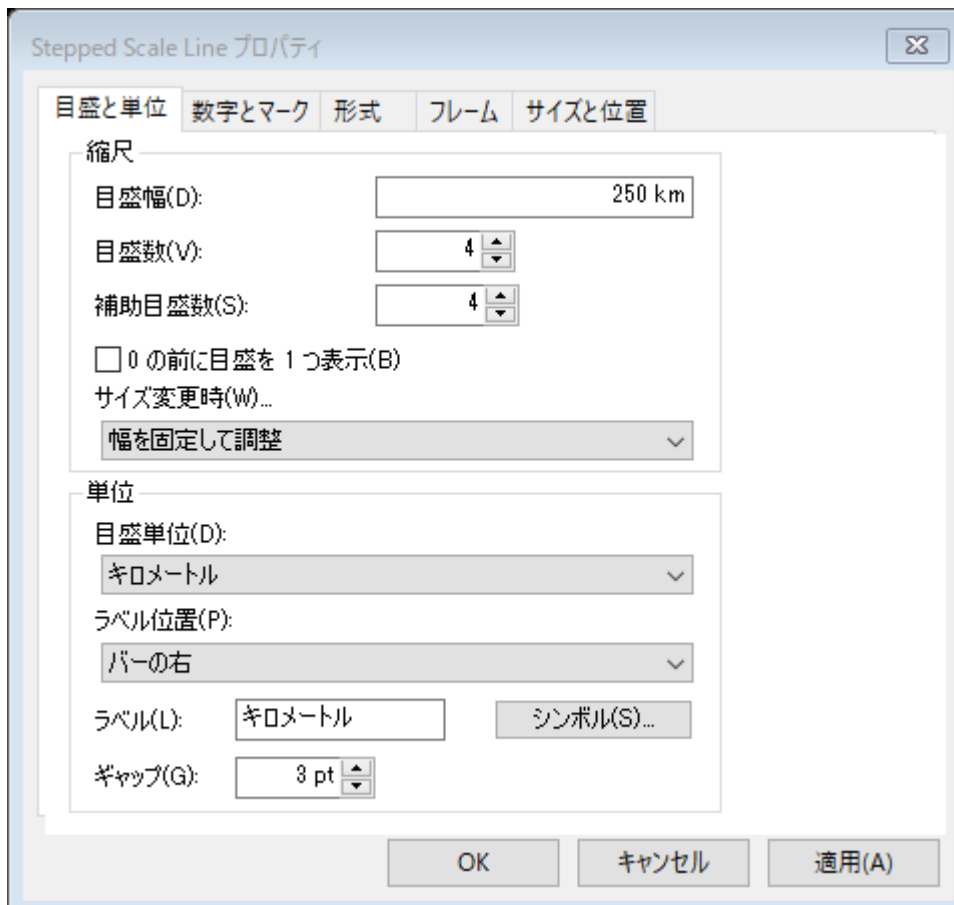 Stepped Scale Line プロパティ
目盛と単位 数字とマーク 形式 フレーム サイズと位置
縮尺
目盛幅(D): 250 km
目盛数(V): 4
補助目盛数(S): 4
0 の前に目盛を 1 つ表示(B)
サイズ変更時(W)...
幅を固定して調整
単位
目盛単位(D):
キロメートル
ラベル位置(P):
バーの右
ラベル(L): キロメートル シンボル(S)...
ギャップ(G): 3 pt
OK キャンセル 適用(A)